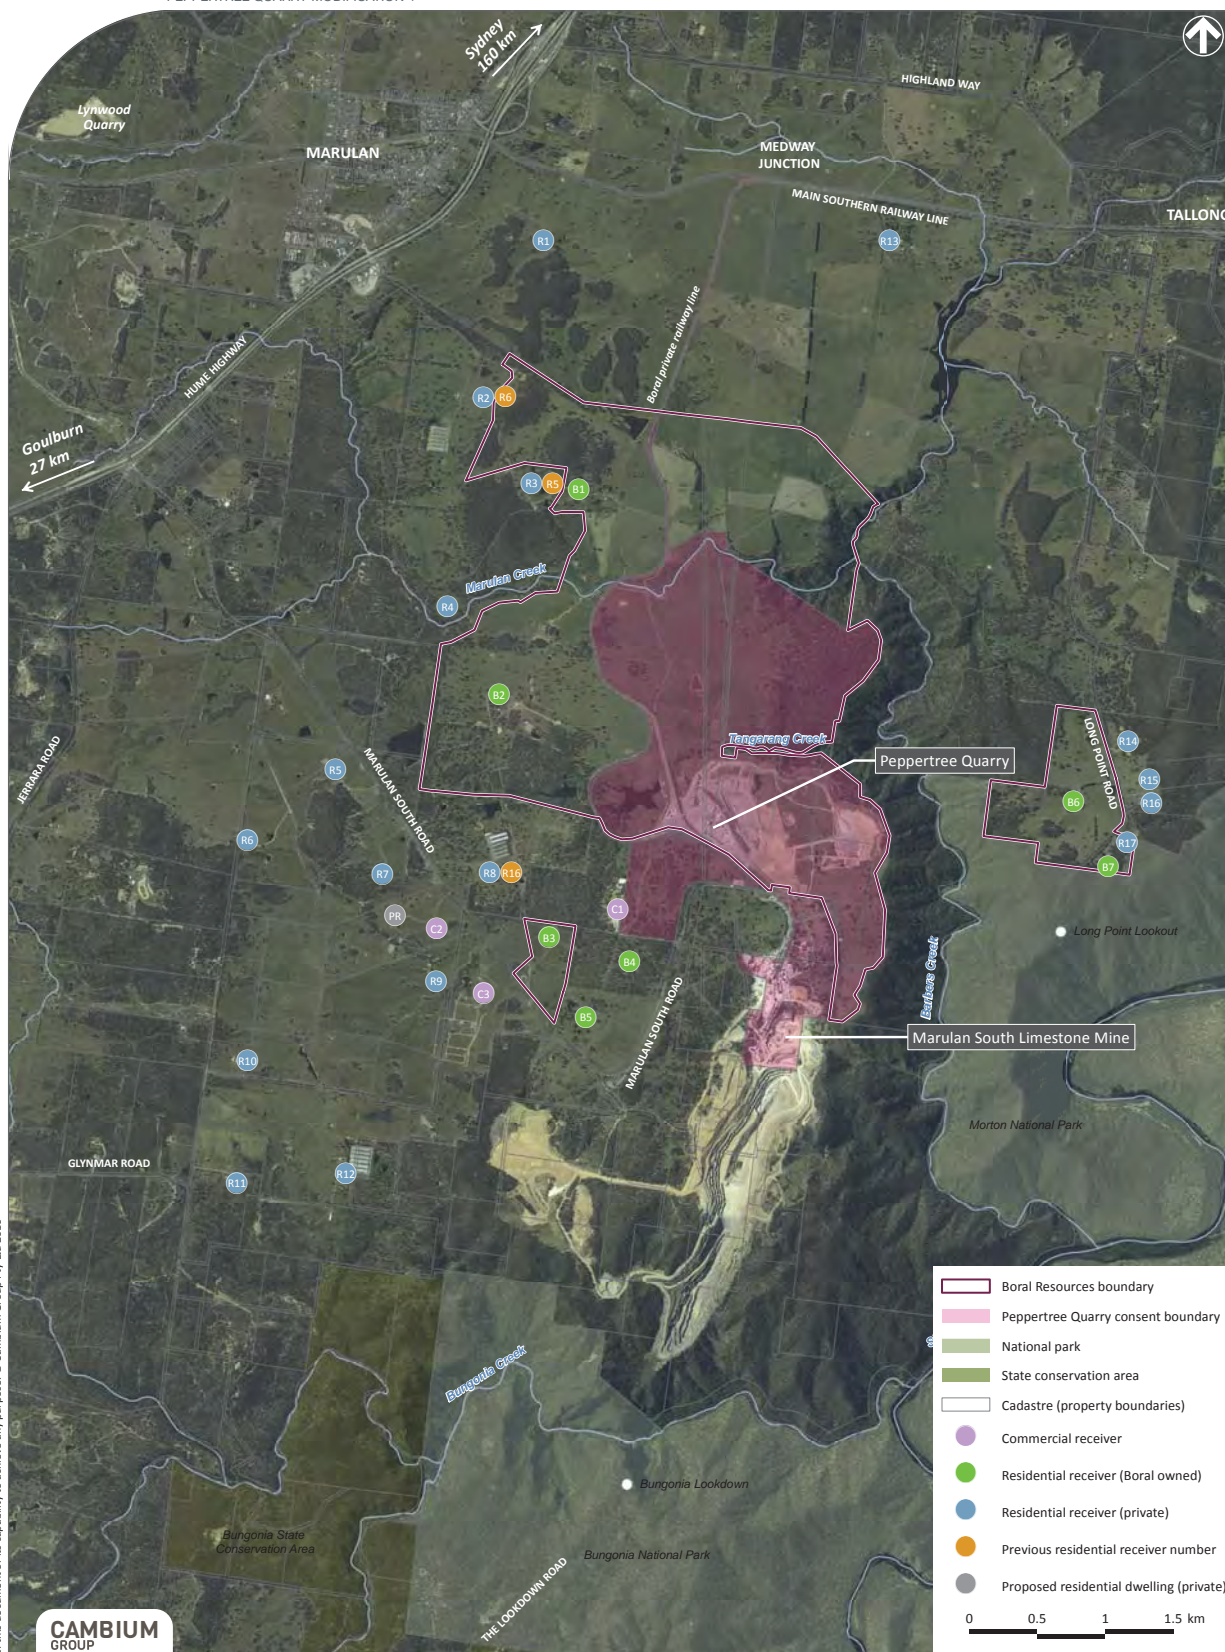 Sydney
160 km
HIGHLAND WAY
Lynwood
Quarry
MARULAN
MEDWAY
JUNCTION
MAIN SOUTHERN RAILWAY LINE
R1
R13
Boral private railway line
HUME HIGHWAY
R2
R6
Goulburn
27 km
R3
R5
B1
Marulan Creek
R4
B2
JERRARA ROAD
MARULAN SOUTH ROAD
R5
Tangarang Creek
Peppertree Quarry
LONG POINT ROAD
R14
R15
B6
R16
R6
R17
R7
R8
R16
B7
PR
C2
C1
B3
B4
Long Point Lookout
Barbers Creek
R9
C3
B5
MARULAN SOUTH ROAD
Marulan South Limestone Mine
R10
Morton National Park
GLYNMAR ROAD
R11
R12
Bungonia Creek
Bungonia Lookdown
Bungonia State
Conservation Area
Bungonia National Park
THE LOOKDOWN ROAD
Boral Resources boundary
Peppertree Quarry consent boundary
National park
State conservation area
Cadastre (property boundaries)
Commercial receiver
Residential receiver (Boral owned)
Residential receiver (private)
Previous residential receiver number
Proposed residential dwelling (private)
0 0.5 1 1.5 km
CAMBIUM
GROUP